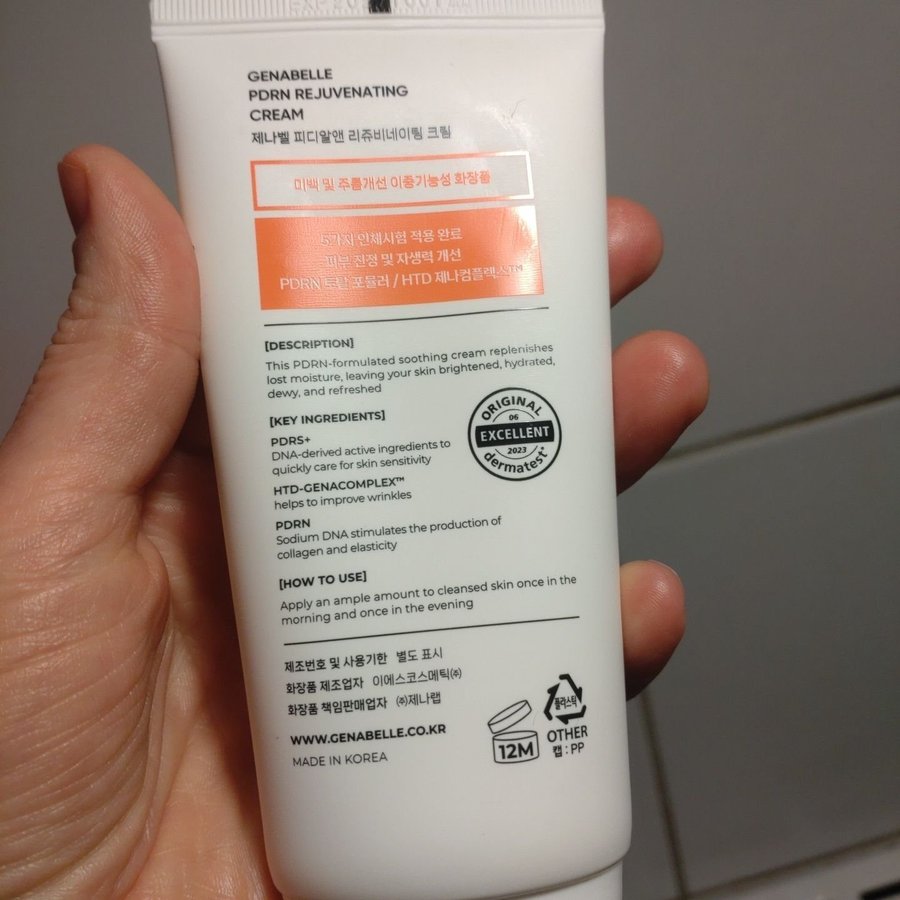 GENABELLE
PDRN REJUVENATING
CREAM
제나벨 피디알앤 리쥬비네이팅 크림
미백 및 주름개선 이중기능성 화장품
5가지 인체시험 적용 완료
피부 진정 및 자생력 개선
PDRN 토탈 포뮬러 / HTD 제나컴플렉스™
[DESCRIPTION]
This PDRN-formulated soothing cream replenishes
lost moisture, leaving your skin brightened, hydrated,
dewy, and refreshed
[KEY INGREDIENTS]
PDRS+
DNA-derived active ingredients to
quickly care for skin sensitivity
HTD-GENACOMPLEX™
helps to improve wrinkles
PDRN
Sodium DNA stimulates the production of
collagen and elasticity
ORIGINAL
06
EXCELLENT
2023
dermatest®
[HOW TO USE]
Apply an ample amount to cleansed skin once in the
morning and once in the evening
제조번호 및 사용기한 별도 표시
화장품 제조업자 이에스코스메틱㈜
화장품 책임판매업자 ㈜제나랩
WWW.GENABELLE.CO.KR
MADE IN KOREA
12M
플라스틱
OTHER
캡 : PP